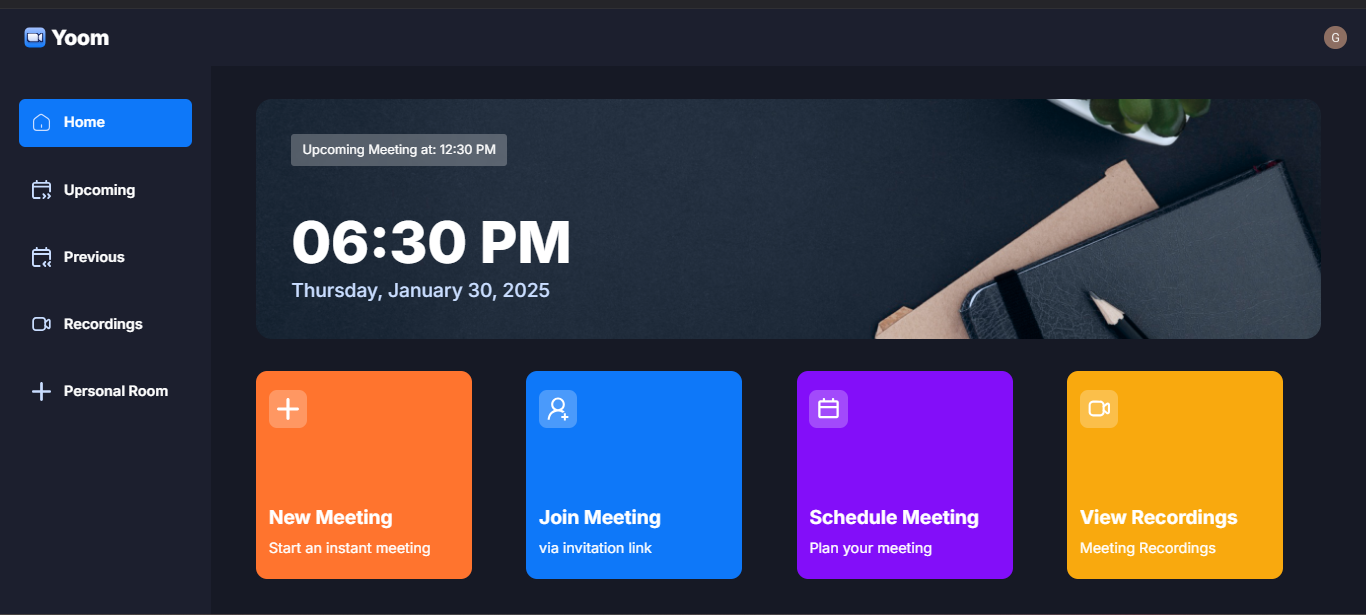 Yoom
G
Home
Upcoming
Previous
Recordings
Personal Room
Upcoming Meeting at: 12:30 PM
06:30 PM
Thursday, January 30, 2025
New Meeting
Start an instant meeting
Join Meeting
via invitation link
Schedule Meeting
Plan your meeting
View Recordings
Meeting Recordings